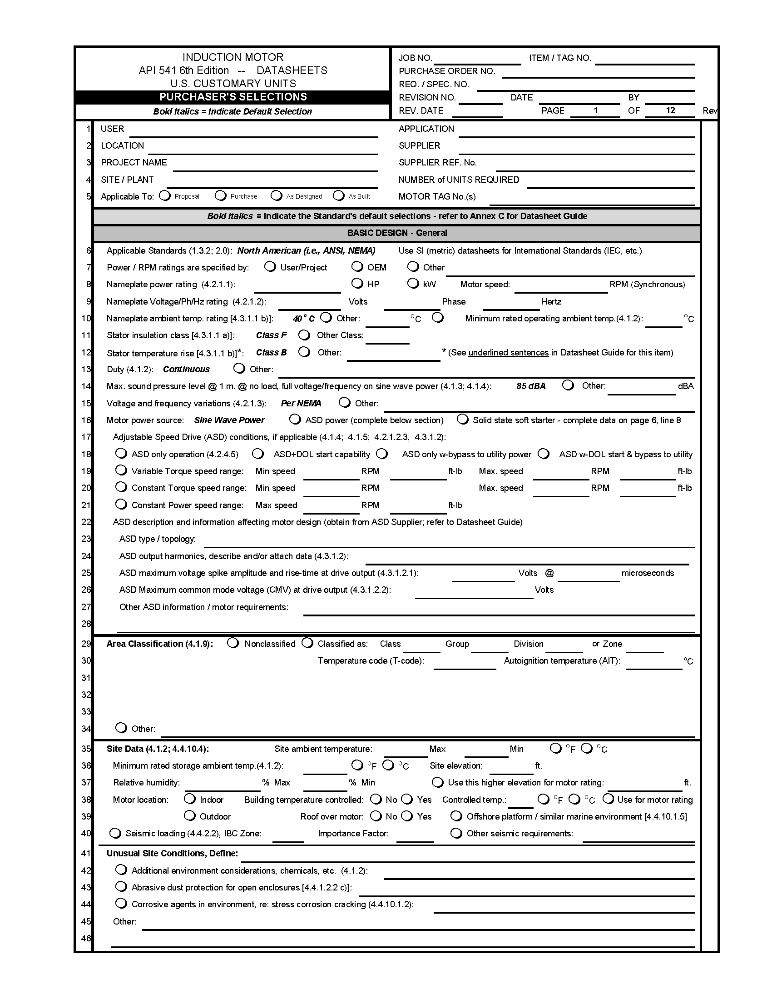 INDUCTION MOTOR
API 541 6th Edition -- DATASHEETS
U.S. CUSTOMARY UNITS
PURCHASER'S SELECTIONS
Bold Italics = Indicate Default Selection
JOB NO. ITEM / TAG NO.
PURCHASE ORDER NO.
REQ. / SPEC. NO.
REVISION NO. DATE BY
REV. DATE PAGE 1 OF 12 Rev
1 USER APPLICATION
2 LOCATION SUPPLIER
3 PROJECT NAME SUPPLIER REF. No.
4 SITE / PLANT NUMBER of UNITS REQUIRED
5 Applicable To: Proposal Purchase As Designed As Built MOTOR TAG No.(s)
Bold Italics = Indicate the Standard's default selections - refer to Annex C for Datasheet Guide
BASIC DESIGN - General
6 Applicable Standards (1.3.2; 2.0): North American (i.e., ANSI, NEMA) Use SI (metric) datasheets for International Standards (IEC, etc.)
7 Power / RPM ratings are specified by: User/Project OEM Other
8 Nameplate power rating (4.2.1.1): HP kW Motor speed: RPM (Synchronous)
9 Nameplate Voltage/Ph/Hz rating (4.2.1.2): Volts Phase Hertz
10 Nameplate ambient temp. rating [4.3.1.1 b)]: 40° C Other: °C Minimum rated operating ambient temp.(4.1.2): °C
11 Stator insulation class [4.3.1.1 a)]: Class F Other Class:
12 Stator temperature rise [4.3.1.1 b)]*: Class B Other: * (See underlined sentences in Datasheet Guide for this item)
13 Duty (4.1.2): Continuous Other:
14 Max. sound pressure level @ 1 m. @ no load, full voltage/frequency on sine wave power (4.1.3; 4.1.4): 85 dBA Other: dBA
15 Voltage and frequency variations (4.2.1.3): Per NEMA Other:
16 Motor power source: Sine Wave Power ASD power (complete below section) Solid state soft starter - complete data on page 6, line 8
17 Adjustable Speed Drive (ASD) conditions, if applicable (4.1.4; 4.1.5; 4.2.1.2.3, 4.3.1.2):
18 ASD only operation (4.2.4.5) ASD+DOL start capability ASD only w-bypass to utility power ASD w-DOL start & bypass to utility
19 Variable Torque speed range: Min speed RPM ft-lb Max. speed RPM ft-lb
20 Constant Torque speed range: Min speed RPM Max. speed RPM ft-lb
21 Constant Power speed range: Max speed RPM ft-lb
22 ASD description and information affecting motor design (obtain from ASD Supplier; refer to Datasheet Guide)
23 ASD type / topology:
24 ASD output harmonics, describe and/or attach data (4.3.1.2):
25 ASD maximum voltage spike amplitude and rise-time at drive output (4.3.1.2.1): Volts @ microseconds
26 ASD Maximum common mode voltage (CMV) at drive output (4.3.1.2.2): Volts
27 Other ASD information / motor requirements:
28
29 Area Classification (4.1.9): Nonclassified Classified as: Class Group Division or Zone
30 Temperature code (T-code): Autoignition temperature (AIT): °C
31
32
33
34 Other:
35 Site Data (4.1.2; 4.4.10.4): Site ambient temperature: Max Min °F °C
36 Minimum rated storage ambient temp.(4.1.2): °F °C Site elevation: ft.
37 Relative humidity: % Max % Min Use this higher elevation for motor rating: ft.
38 Motor location: Indoor Building temperature controlled: No Yes Controlled temp.: °F °C Use for motor rating
39 Outdoor Roof over motor: No Yes Offshore platform / similar marine environment [4.4.10.1.5]
40 Seismic loading (4.4.2.2), IBC Zone: Importance Factor: Other seismic requirements:
41 Unusual Site Conditions, Define:
42 Additional environment considerations, chemicals, etc. (4.1.2):
43 Abrasive dust protection for open enclosures [4.4.1.2.2 c)]:
44 Corrosive agents in environment, re: stress corrosion cracking (4.4.10.1.2):
45 Other:
46